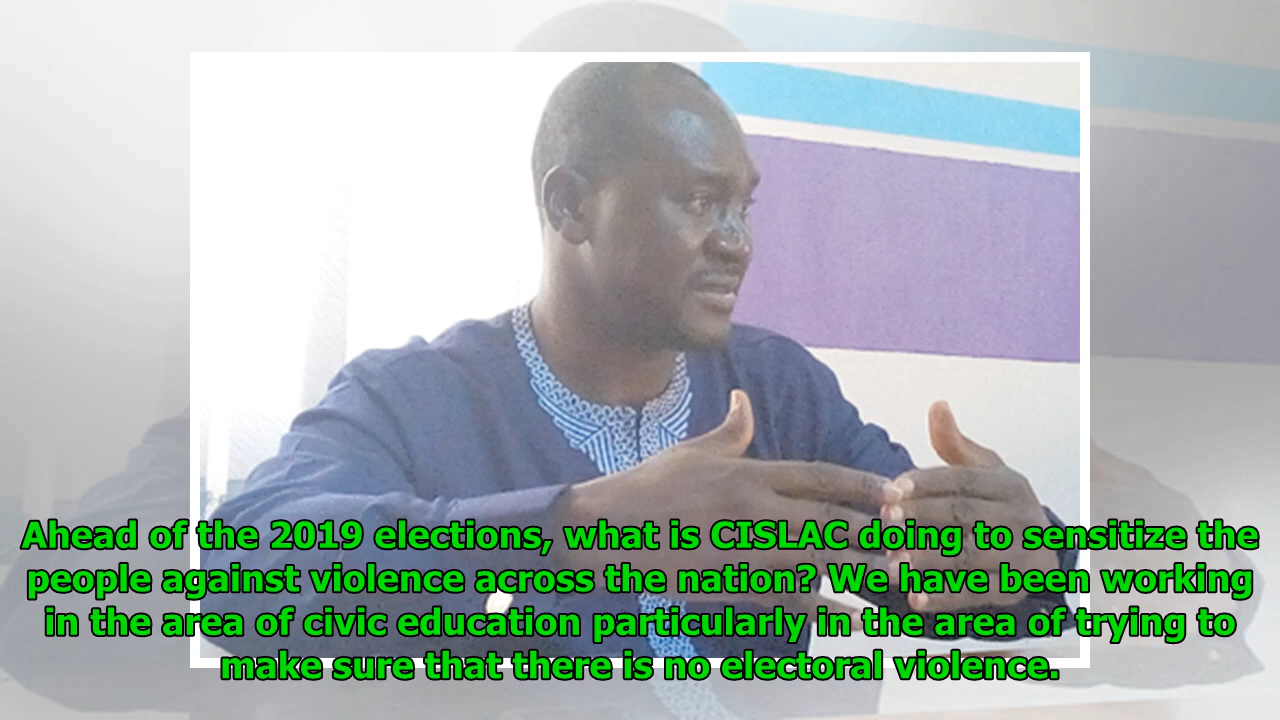 Ahead of the 2019 elections, what is CISLAC doing to sensitize the
people against violence across the nation? We have been working
in the area of civic education particularly in the area of trying to
make sure that there is no electoral violence.